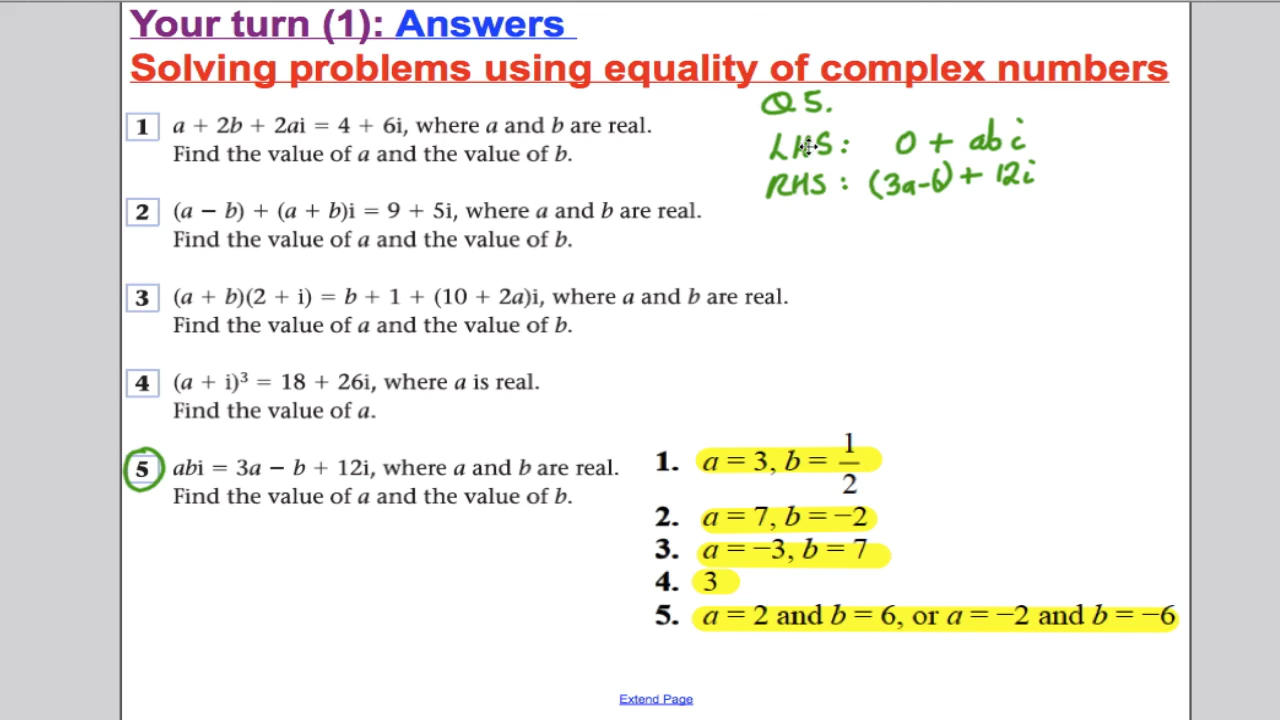 Your turn (1): Answers
Solving problems using equality of complex numbers
Q5.
LHS: 0 + abi
RHS: (3a-b) + 12i
1 a + 2b + 2ai = 4 + 6i, where a and b are real.
Find the value of a and the value of b.
2 (a − b) + (a + b)i = 9 + 5i, where a and b are real.
Find the value of a and the value of b.
3 (a + b)(2 + i) = b + 1 + (10 + 2a)i, where a and b are real.
Find the value of a and the value of b.
4 (a + i)³ = 18 + 26i, where a is real.
Find the value of a.
5 abi = 3a − b + 12i, where a and b are real.
Find the value of a and the value of b.
1. a = 3, b = 1/2
2. a = 7, b = −2
3. a = −3, b = 7
4. 3
5. a = 2 and b = 6, or a = −2 and b = −6
Extend Page